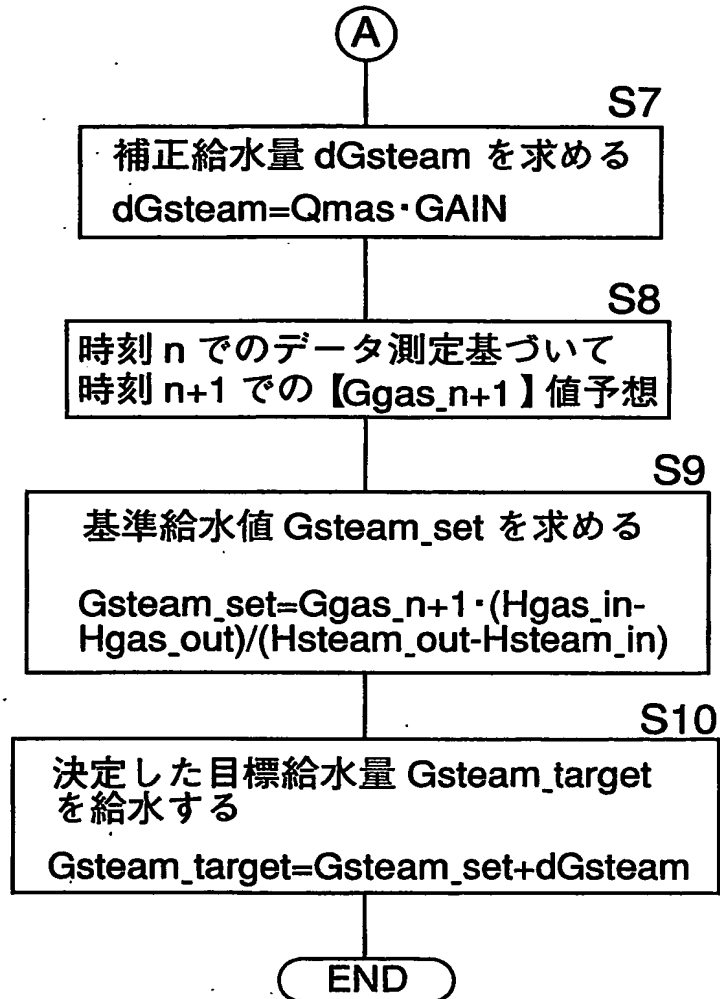 A
S7
補正給水量 dGsteam を求める
dGsteam=Qmas･GAIN
S8
時刻 n でのデータ測定基づいて
時刻 n+1 での【Ggas_n+1】値予想
S9
基準給水値 Gsteam_set を求める
Gsteam_set=Ggas_n+1･(Hgas_in-
Hgas_out)/(Hsteam_out-Hsteam_in)
S10
決定した目標給水量 Gsteam_target
を給水する
Gsteam_target=Gsteam_set+dGsteam
END